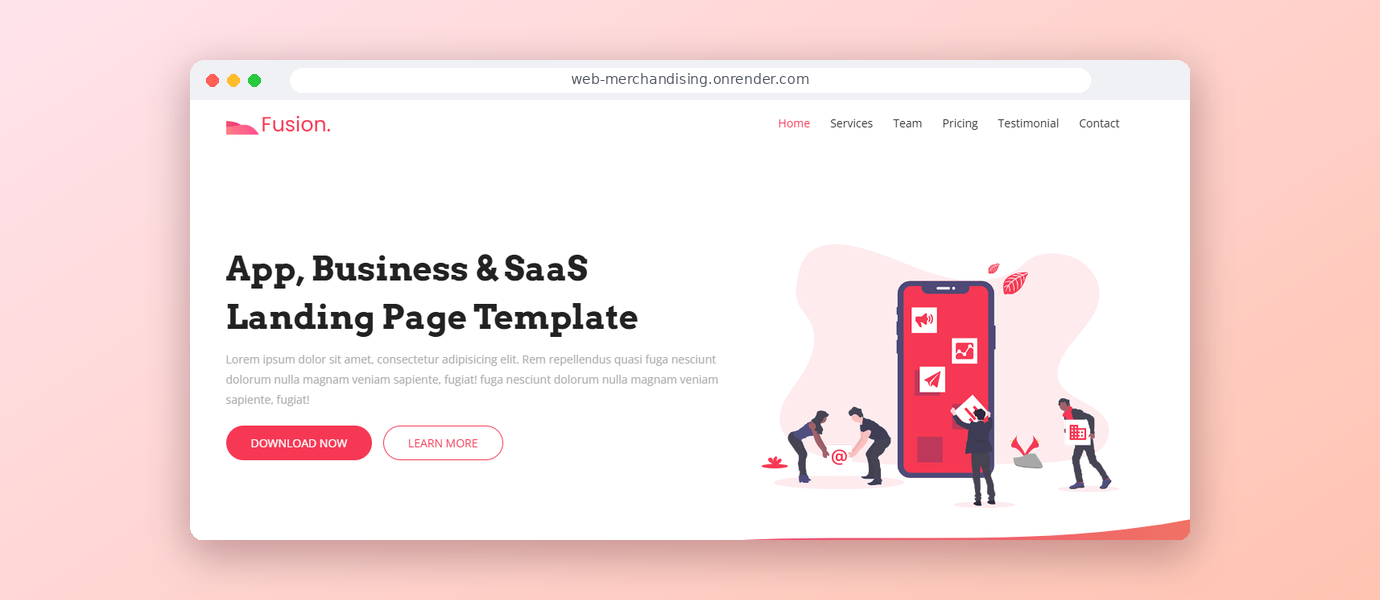 web-merchandising.onrender.com
Fusion.
Home Services Team Pricing Testimonial Contact
App, Business & SaaS
Landing Page Template
Lorem ipsum dolor sit amet, consectetur adipisicing elit. Rem repellendus quasi fuga nesciunt
dolorum nulla magnam veniam sapiente, fugiat! fuga nesciunt dolorum nulla magnam veniam
sapiente, fugiat!
DOWNLOAD NOW LEARN MORE
@